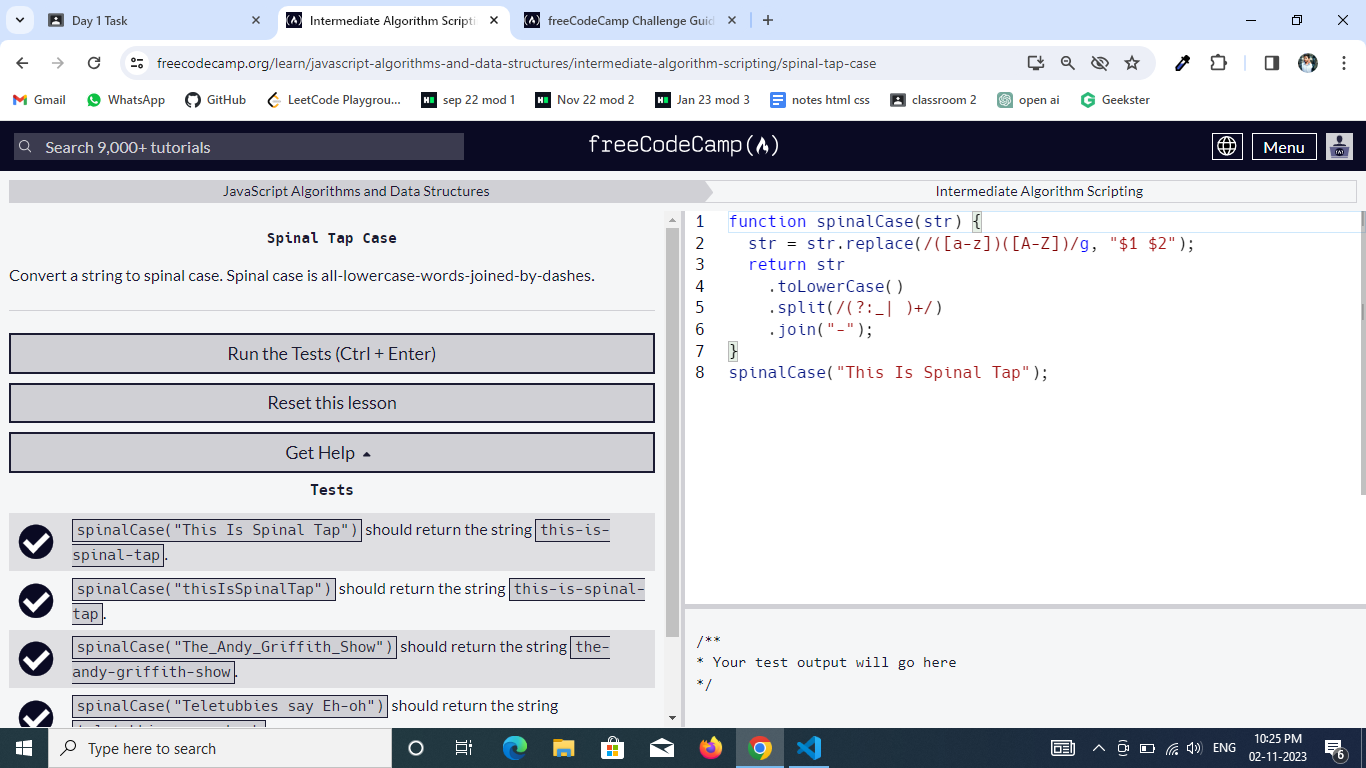 Day 1 Task
Intermediate Algorithm Scripti
freeCodeCamp Challenge Guid
freecodecamp.org/learn/javascript-algorithms-and-data-structures/intermediate-algorithm-scripting/spinal-tap-case
Gmail WhatsApp GitHub LeetCode Playgrou... sep 22 mod 1 Nov 22 mod 2 Jan 23 mod 3 notes html css classroom 2 open ai Geekster
Search 9,000+ tutorials
freeCodeCamp
Menu
JavaScript Algorithms and Data Structures
Intermediate Algorithm Scripting
Spinal Tap Case
Convert a string to spinal case. Spinal case is all-lowercase-words-joined-by-dashes.
Run the Tests (Ctrl + Enter)
Reset this lesson
Get Help
Tests
spinalCase("This Is Spinal Tap") should return the string this-is-
spinal-tap.
spinalCase("thisIsSpinalTap") should return the string this-is-spinal-
tap.
spinalCase("The_Andy_Griffith_Show") should return the string the-
andy-griffith-show.
spinalCase("Teletubbies say Eh-oh") should return the string
1 function spinalCase(str) {
2 str = str.replace(/([a-z])([A-Z])/g, "$1 $2");
3 return str
4 .toLowerCase()
5 .split(/(?:_| )+/)
6 .join("-");
7 }
8 spinalCase("This Is Spinal Tap");
/**
* Your test output will go here
*/
Type here to search
ENG
10:25 PM
02-11-2023
6